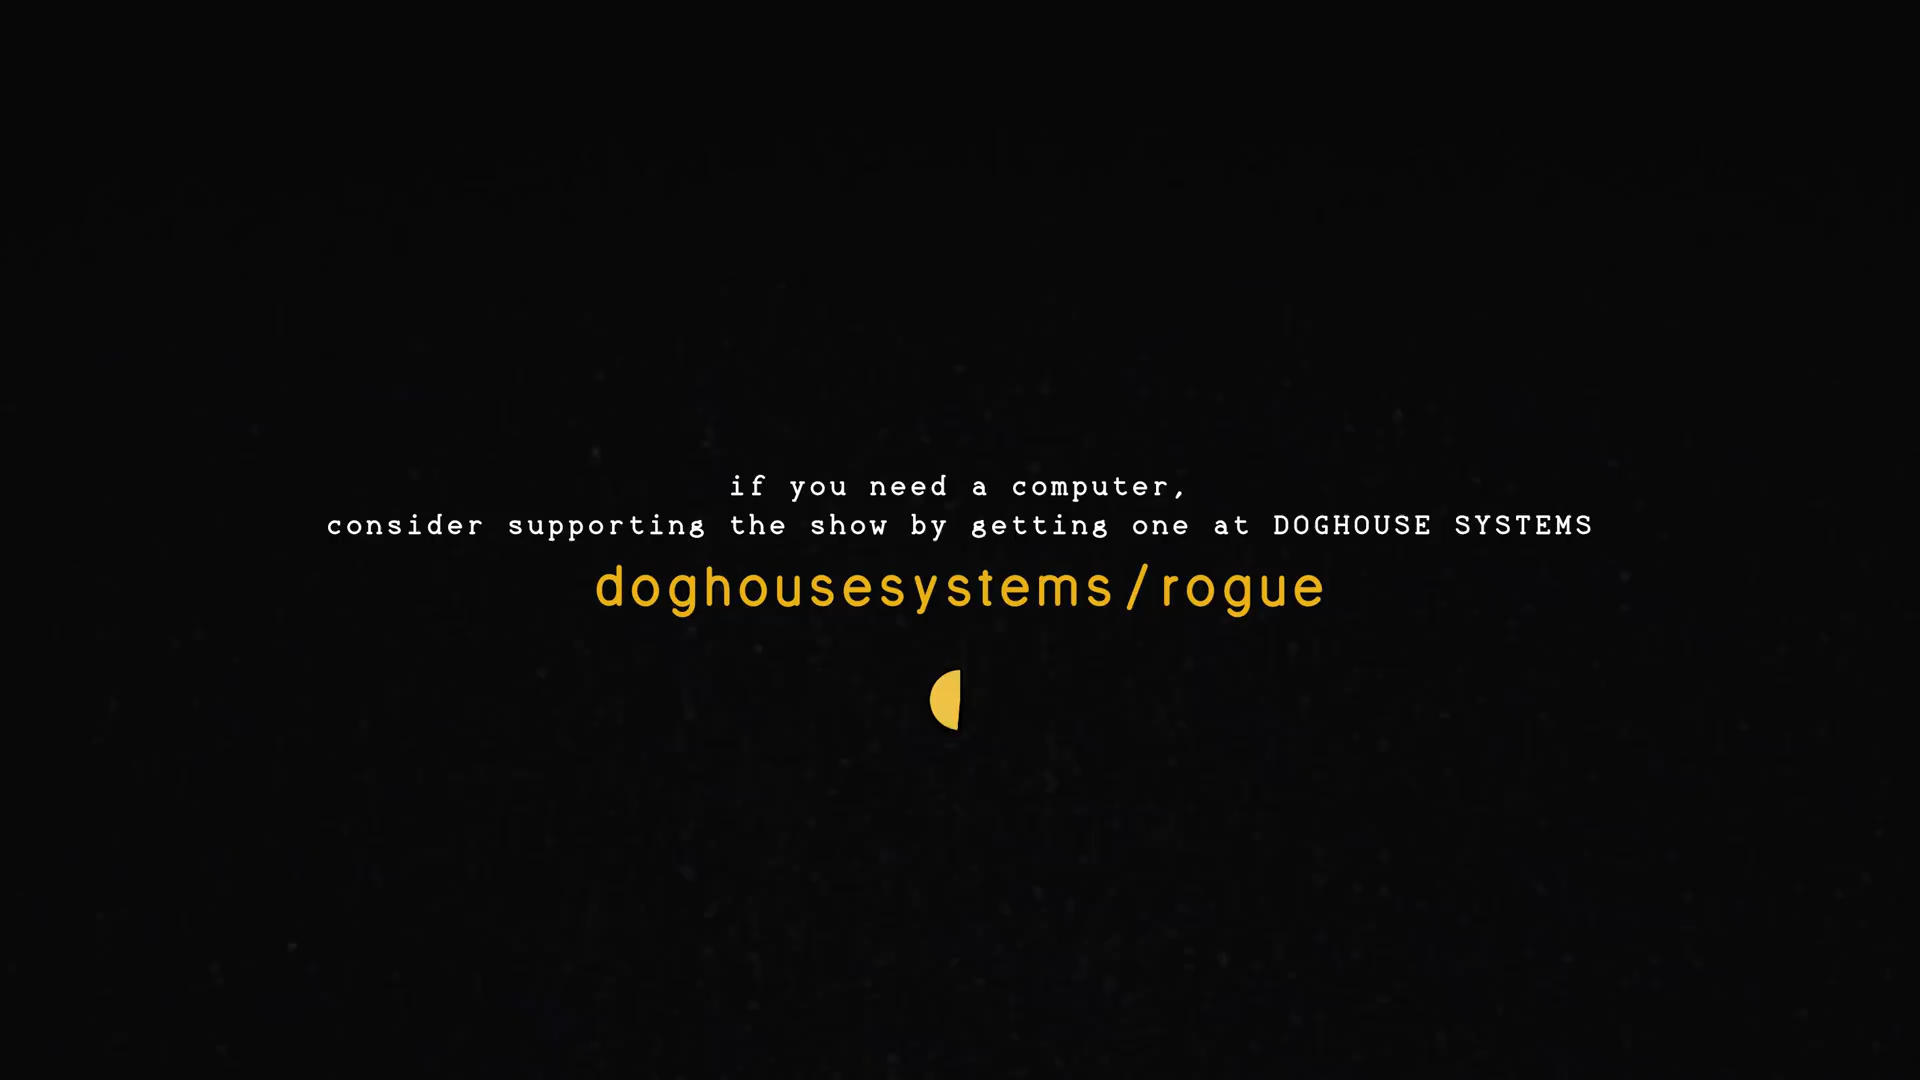 if you need a computer,
consider supporting the show by getting one at DOGHOUSE SYSTEMS
doghousesystems/rogue